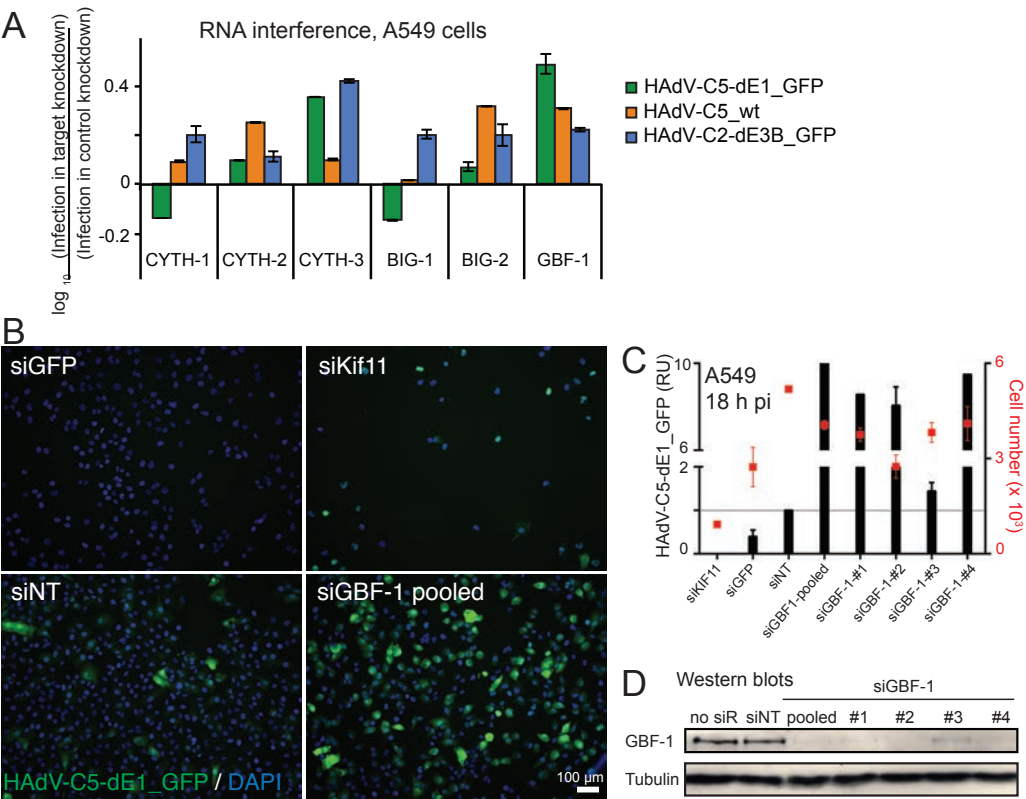 A
RNA interference, A549 cells
log10 (Infection in target knockdown)
(Infection in control knockdown)
0.4
0
-0.2
CYTH-1 CYTH-2 CYTH-3 BIG-1 BIG-2 GBF-1
HAdV-C5-dE1_GFP
HAdV-C5_wt
HAdV-C2-dE3B_GFP
B
siGFP
siKif11
siNT
siGBF-1 pooled
HAdV-C5-dE1_GFP / DAPI
100 µm
C
A549
18 h pi
HAdV-C5-dE1_GFP (RU)
10
6
2
0
Cell number (x 10³)
6
3
0
siKIF11 siGFP siNT siGBF1-pooled siGBF-1-#1 siGBF-1-#2 siGBF-1-#3 siGBF-1-#4
D
Western blots
siGBF-1
no siR siNT pooled #1 #2 #3 #4
GBF-1
Tubulin